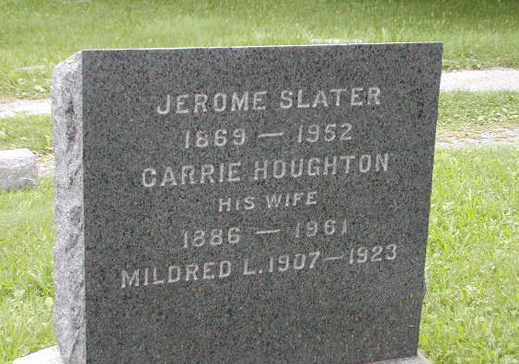 JEROME SLATER
1869 — 1952
CARRIE HOUGHTON
HIS WIFE
1886 — 1961
MILDRED L. 1907 — 1923